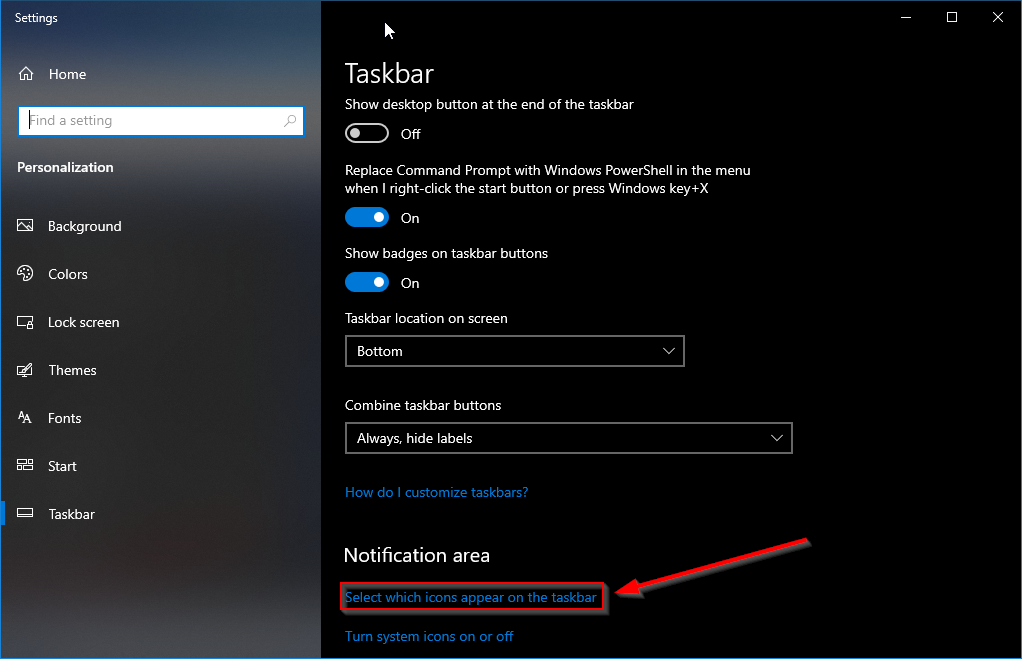 Settings
Home
Find a setting
Personalization
Background
Colors
Lock screen
Themes
Fonts
Start
Taskbar
Taskbar
Show desktop button at the end of the taskbar
Off
Replace Command Prompt with Windows PowerShell in the menu
when I right-click the start button or press Windows key+X
On
Show badges on taskbar buttons
On
Taskbar location on screen
Bottom
Combine taskbar buttons
Always, hide labels
How do I customize taskbars?
Notification area
Select which icons appear on the taskbar
Turn system icons on or off